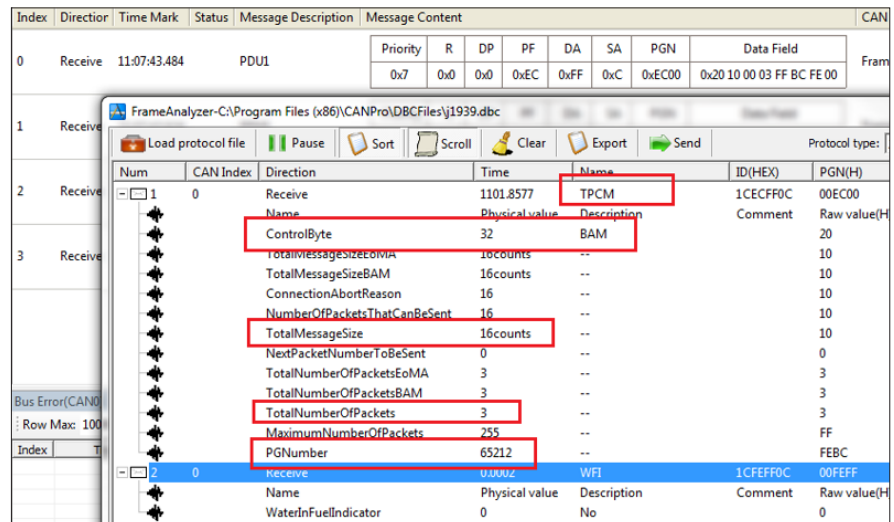 Index Direction Time Mark Status Message Description Message Content CAN
Priority R DP PF DA SA PGN Data Field
0 Receive 11:07:43.484 PDU1 Fram
0x7 0x0 0x0 0xEC 0xFF 0xC 0xEC00 0x20 10 00 03 FF BC FE 00
FrameAnalyzer-C:\Program Files (x86)\CANPro\DBCFiles\j1939.dbc
1 Receive
Load protocol file Pause Sort Scroll Clear Export Send Protocol type:
Num CAN Index Direction Time Name ID(HEX) PGN(H)
2 Receive
1 0 Receive 1101.8577 TPCM 1CECFF0C 00EC00
Name Physical value Description Comment Raw value(H
ControlByte 32 BAM 20
3 Receive
TotalMessageSizeEoMA 16counts -- 10
TotalMessageSizeBAM 16counts -- 10
ConnectionAbortReason 16 -- 10
NumberOfPacketsThatCanBeSent 16 -- 10
TotalMessageSize 16counts -- 10
NextPacketNumberToBeSent 0 -- 0
TotalNumberOfPacketsEoMA 3 -- 3
TotalNumberOfPacketsBAM 3 -- 3
Bus Error(CAN0
TotalNumberOfPackets 3 -- 3
Row Max: 100
MaximumNumberOfPackets 255 -- FF
Index T
PGNumber 65212 -- FEBC
2 0 Receive 0.0002 WFI 1CFEFF0C 00FEFF
Name Physical value Description Comment Raw value(H
WaterInFuelIndicator 0 No 0